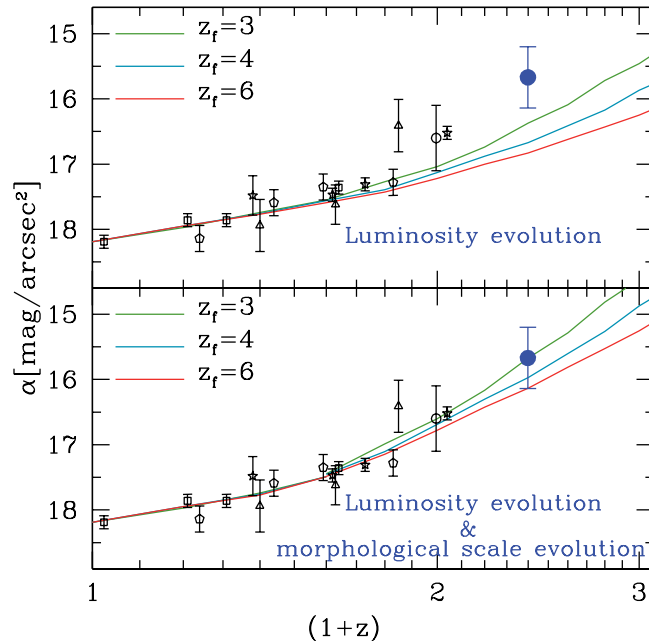 15
16
17
18
z_f=3
z_f=4
z_f=6
Luminosity evolution
α[mag/arcsec²]
15
16
17
18
z_f=3
z_f=4
z_f=6
Luminosity evolution
&
morphological scale evolution
1
2
3
(1+z)